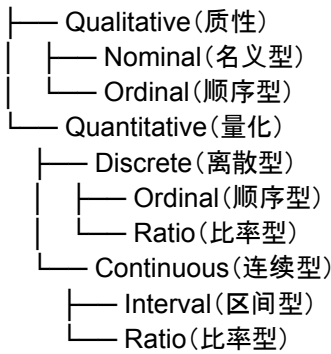 ├── Qualitative（质性）
│   ├── Nominal（名义型）
│   └── Ordinal（顺序型）
└── Quantitative（量化）
    ├── Discrete（离散型）
    │   ├── Ordinal（顺序型）
    │   └── Ratio（比率型）
    └── Continuous（连续型）
        ├── Interval（区间型）
        └── Ratio（比率型）